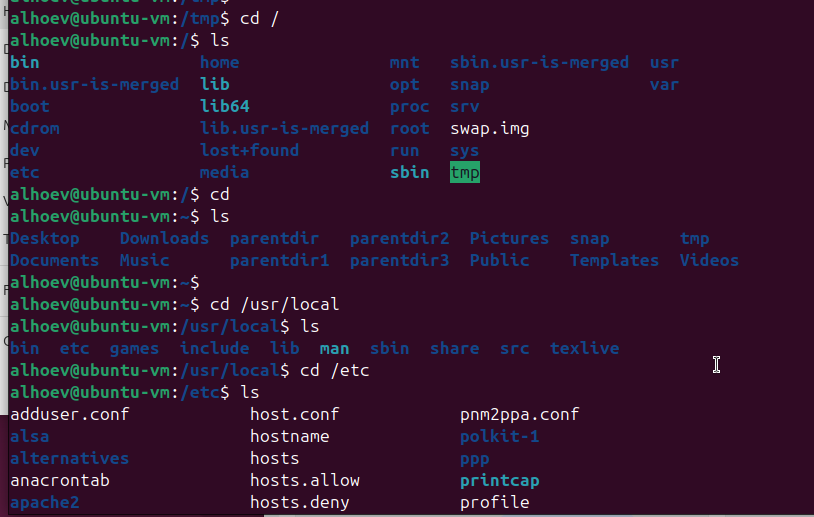 alhoev@ubuntu-vm:/tmp$ cd /
alhoev@ubuntu-vm:/$ ls
bin home mnt sbin.usr-is-merged usr
bin.usr-is-merged lib opt snap var
boot lib64 proc srv
cdrom lib.usr-is-merged root swap.img
dev lost+found run sys
etc media sbin tmp
alhoev@ubuntu-vm:/$ cd
alhoev@ubuntu-vm:~$ ls
Desktop Downloads parentdir parentdir2 Pictures snap tmp
Documents Music parentdir1 parentdir3 Public Templates Videos
alhoev@ubuntu-vm:~$
alhoev@ubuntu-vm:~$ cd /usr/local
alhoev@ubuntu-vm:/usr/local$ ls
bin etc games include lib man sbin share src texlive
alhoev@ubuntu-vm:/usr/local$ cd /etc
alhoev@ubuntu-vm:/etc$ ls
adduser.conf host.conf pnm2ppa.conf
alsa hostname polkit-1
alternatives hosts ppp
anacrontab hosts.allow printcap
apache2 hosts.deny profile